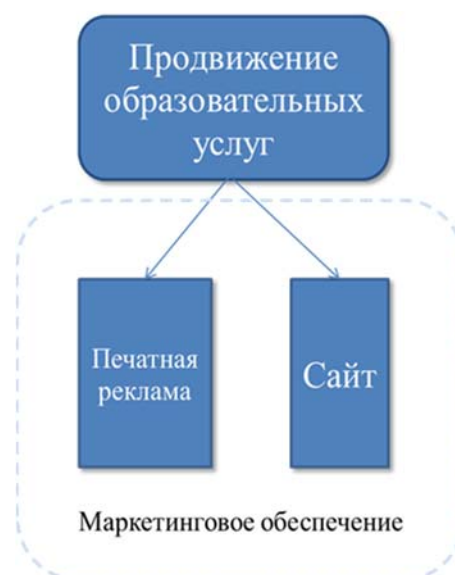 Продвижение
образовательных
услуг
Печатная
реклама
Сайт
Маркетинговое обеспечение